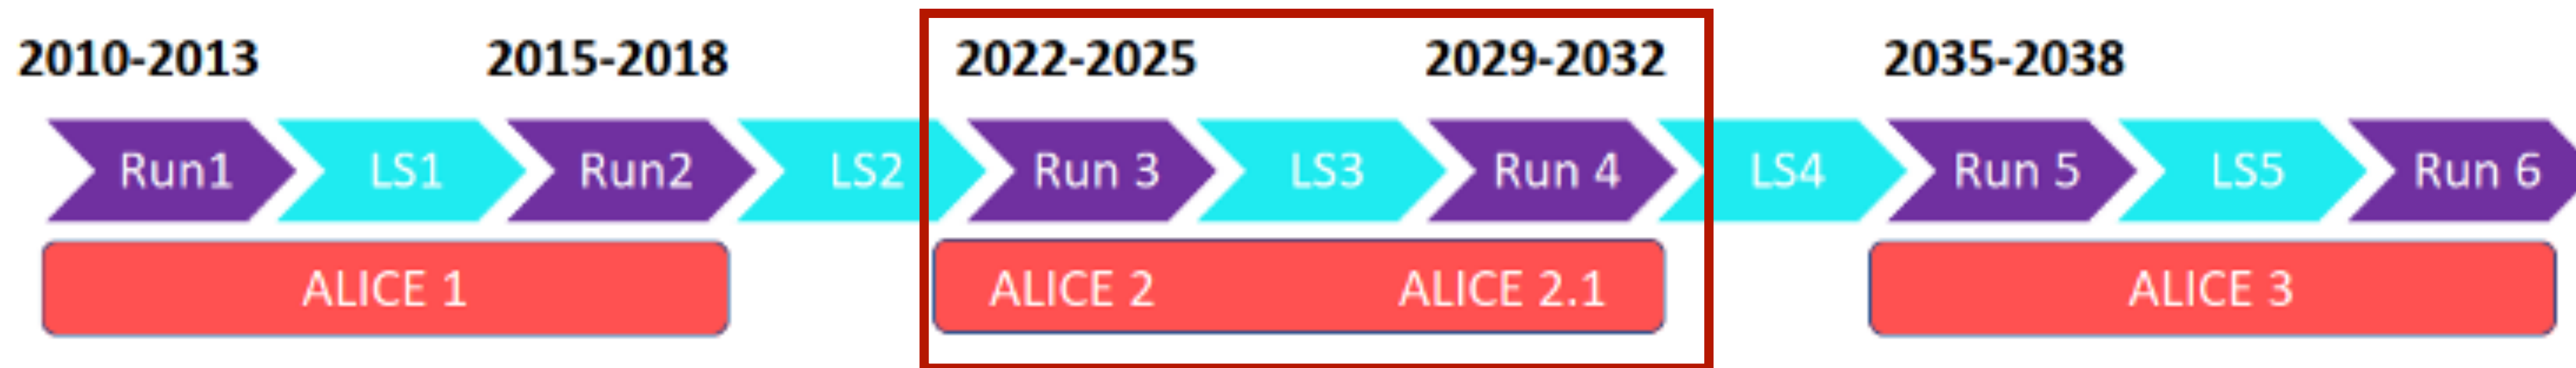 2010-2013 2015-2018 2022-2025 2029-2032 2035-2038
Run1 LS1 Run2 LS2 Run 3 LS3 Run 4 LS4 Run 5 LS5 Run 6
ALICE 1 ALICE 2 ALICE 2.1 ALICE 3